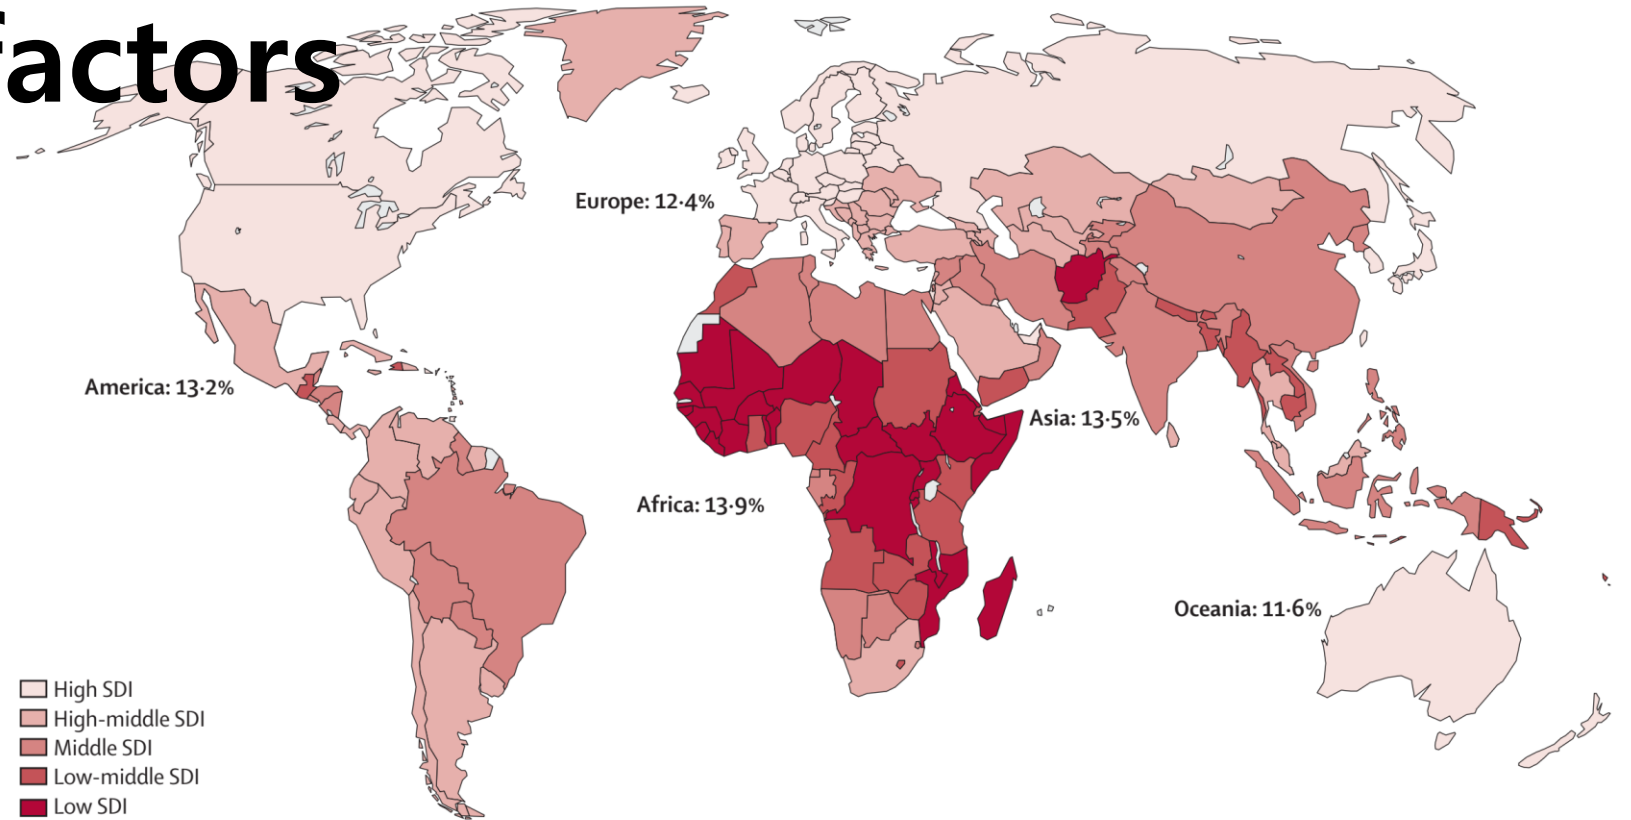 factors
Europe: 12·4%
America: 13·2%
Asia: 13·5%
Africa: 13·9%
Oceania: 11·6%
High SDI
High-middle SDI
Middle SDI
Low-middle SDI
Low SDI